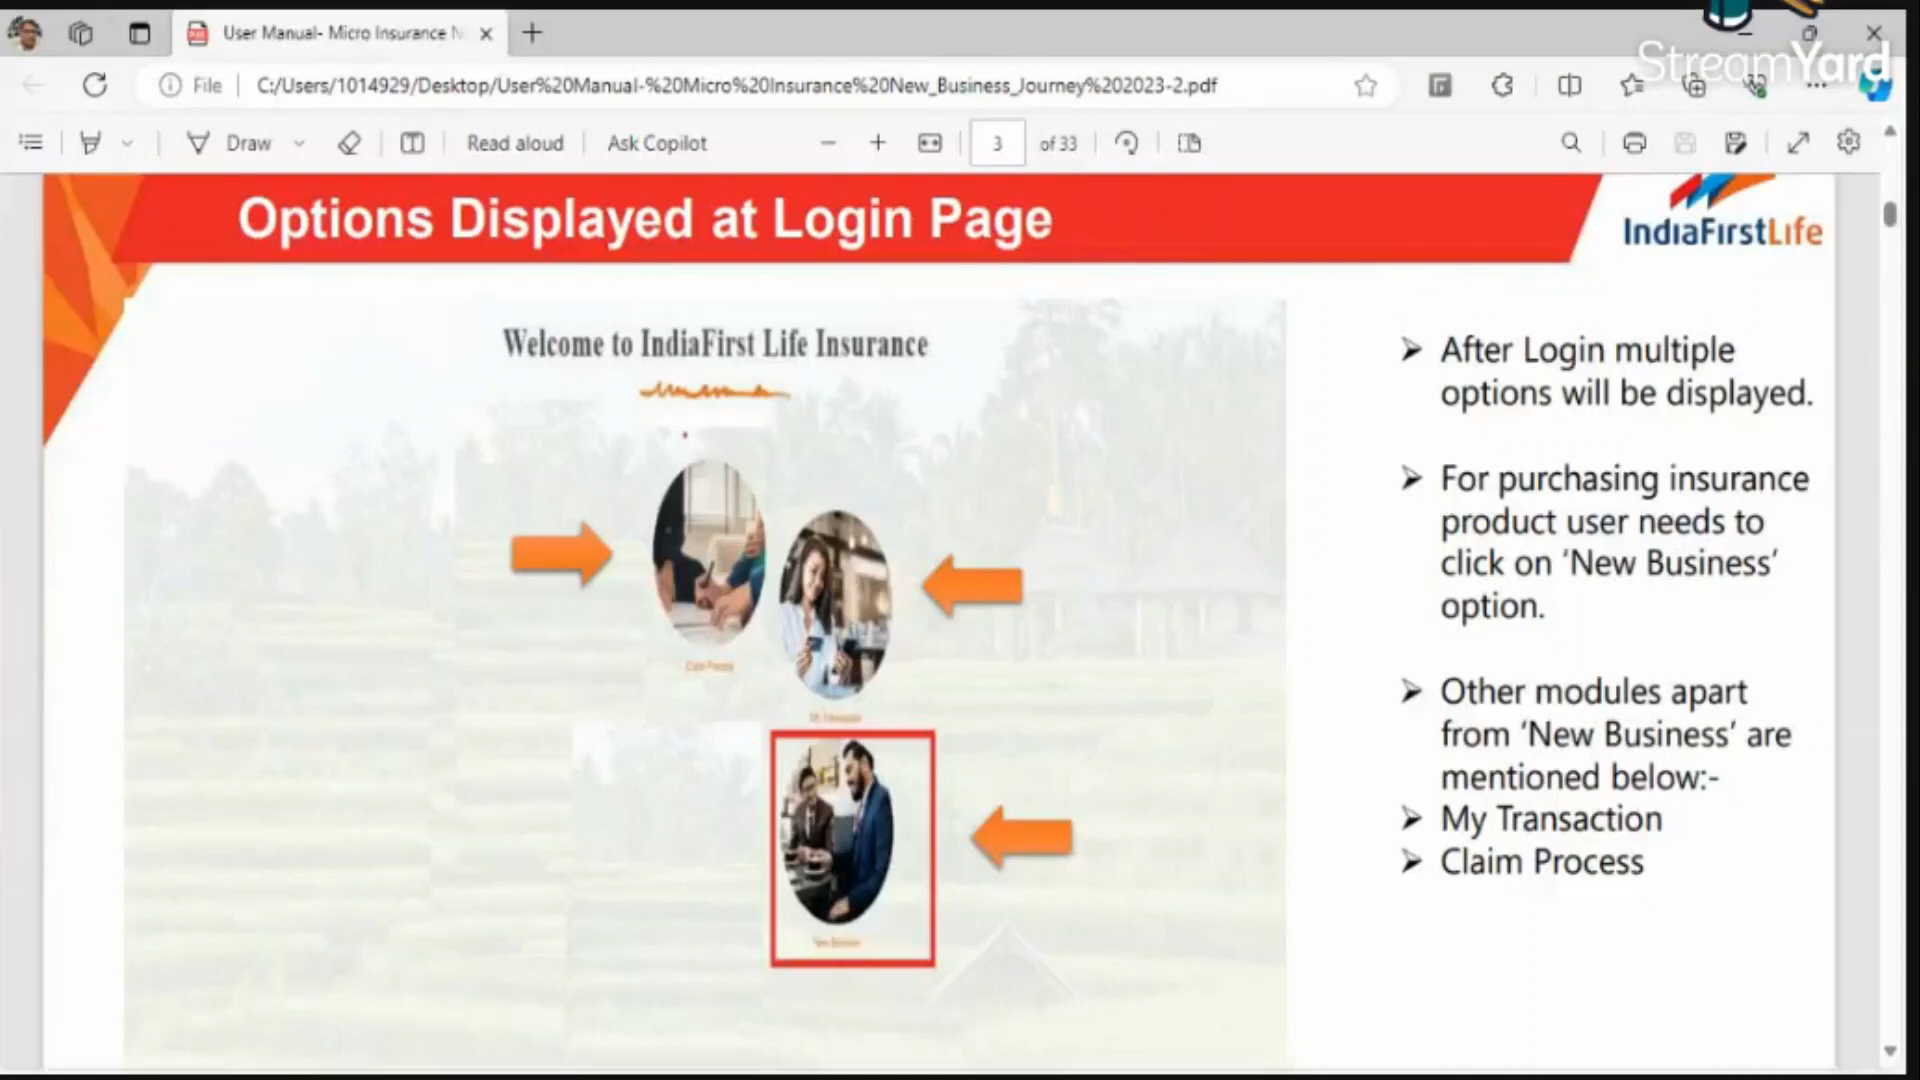 User Manual- Micro Insurance N
StreamYard
File
C:/Users/1014929/Desktop/User%20Manual-%20Micro%20Insurance%20New_Business_Journey%202023-2.pdf
Draw
Read aloud
Ask Copilot
3
of 33
Options Displayed at Login Page
IndiaFirstLife
Welcome to IndiaFirst Life Insurance
After Login multiple
options will be displayed.
For purchasing insurance
product user needs to
click on ‘New Business’
option.
Other modules apart
from ‘New Business’ are
mentioned below:-
My Transaction
Claim Process